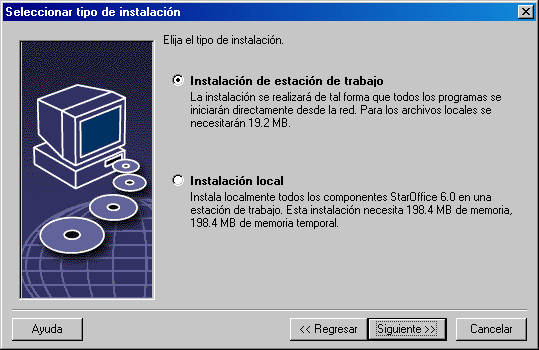 Seleccionar tipo de instalación
Elija el tipo de instalación.
Instalación de estación de trabajo
La instalación se realizará de tal forma que todos los programas se
iniciarán directamente desde la red. Para los archivos locales se
necesitarán 19.2 MB.
Instalación local
Instala localmente todos los componentes StarOffice 6.0 en una
estación de trabajo. Esta instalación necesita 198.4 MB de memoria,
198.4 MB de memoria temporal.
Ayuda
<< Regresar
Siguiente >>
Cancelar